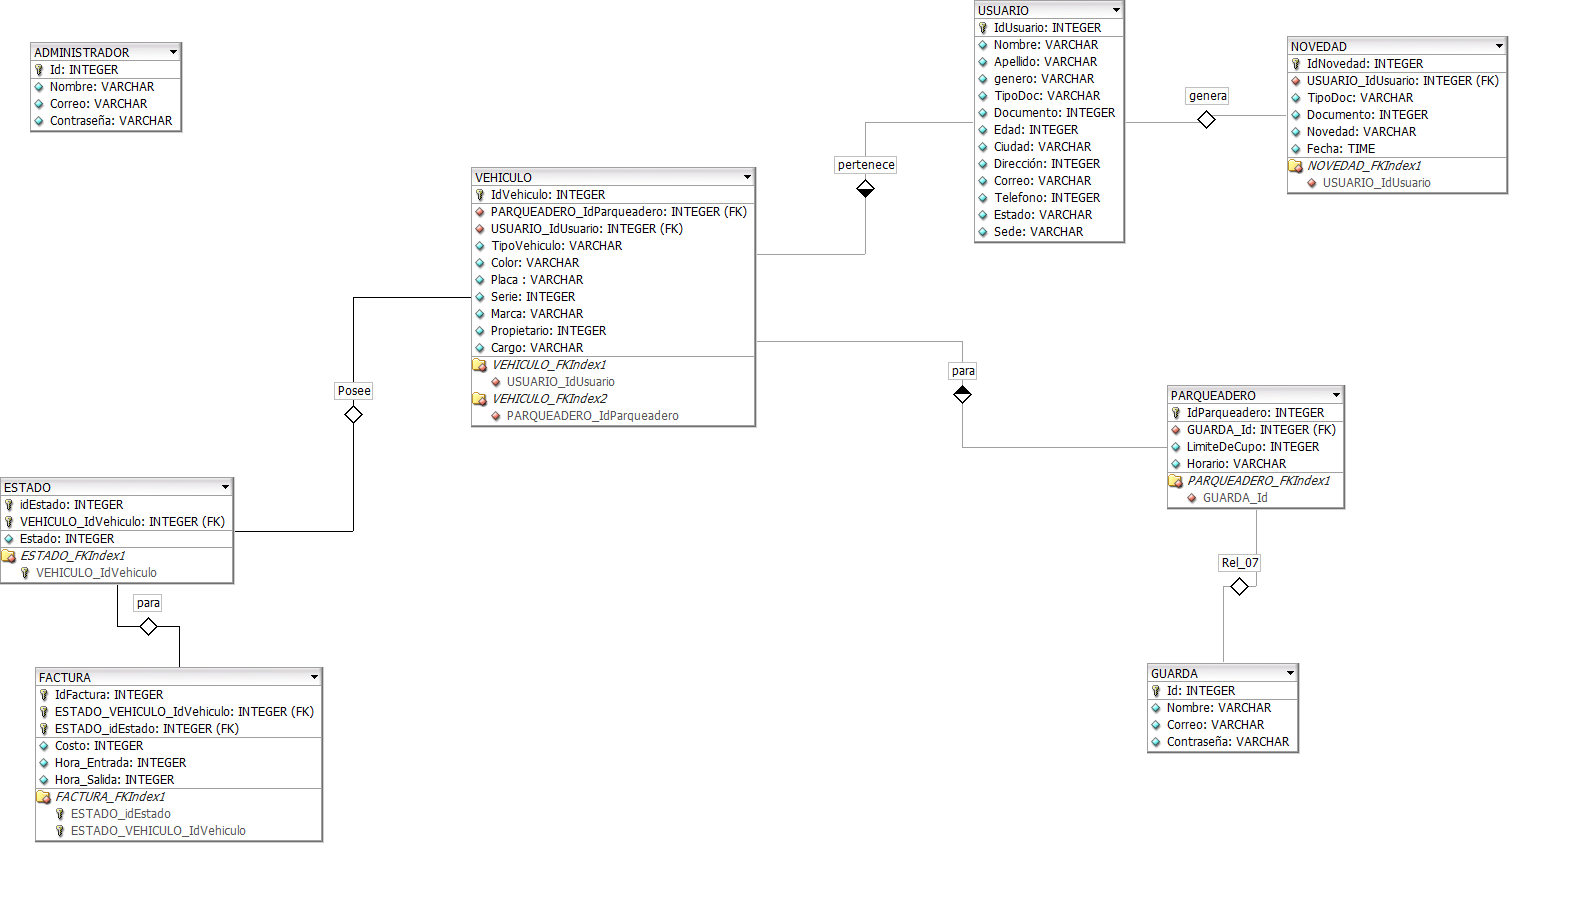 ADMINISTRADOR
Id: INTEGER
Nombre: VARCHAR
Correo: VARCHAR
Contraseña: VARCHAR
USUARIO
IdUsuario: INTEGER
Nombre: VARCHAR
Apellido: VARCHAR
genero: VARCHAR
TipoDoc: VARCHAR
Documento: INTEGER
Edad: INTEGER
Ciudad: VARCHAR
Dirección: INTEGER
Correo: VARCHAR
Telefono: INTEGER
Estado: VARCHAR
Sede: VARCHAR
genera
NOVEDAD
IdNovedad: INTEGER
USUARIO_IdUsuario: INTEGER (FK)
TipoDoc: VARCHAR
Documento: INTEGER
Novedad: VARCHAR
Fecha: TIME
NOVEDAD_FKIndex1
USUARIO_IdUsuario
pertenece
VEHICULO
IdVehiculo: INTEGER
PARQUEADERO_IdParqueadero: INTEGER (FK)
USUARIO_IdUsuario: INTEGER (FK)
TipoVehiculo: VARCHAR
Color: VARCHAR
Placa : VARCHAR
Serie: INTEGER
Marca: VARCHAR
Propietario: INTEGER
Cargo: VARCHAR
VEHICULO_FKIndex1
USUARIO_IdUsuario
VEHICULO_FKIndex2
PARQUEADERO_IdParqueadero
Posee
para
PARQUEADERO
IdParqueadero: INTEGER
GUARDA_Id: INTEGER (FK)
LimiteDeCupo: INTEGER
Horario: VARCHAR
PARQUEADERO_FKIndex1
GUARDA_Id
ESTADO
idEstado: INTEGER
VEHICULO_IdVehiculo: INTEGER (FK)
Estado: INTEGER
ESTADO_FKIndex1
VEHICULO_IdVehiculo
para
Rel_07
FACTURA
IdFactura: INTEGER
ESTADO_VEHICULO_IdVehiculo: INTEGER (FK)
ESTADO_idEstado: INTEGER (FK)
Costo: INTEGER
Hora_Entrada: INTEGER
Hora_Salida: INTEGER
FACTURA_FKIndex1
ESTADO_idEstado
ESTADO_VEHICULO_IdVehiculo
GUARDA
Id: INTEGER
Nombre: VARCHAR
Correo: VARCHAR
Contraseña: VARCHAR